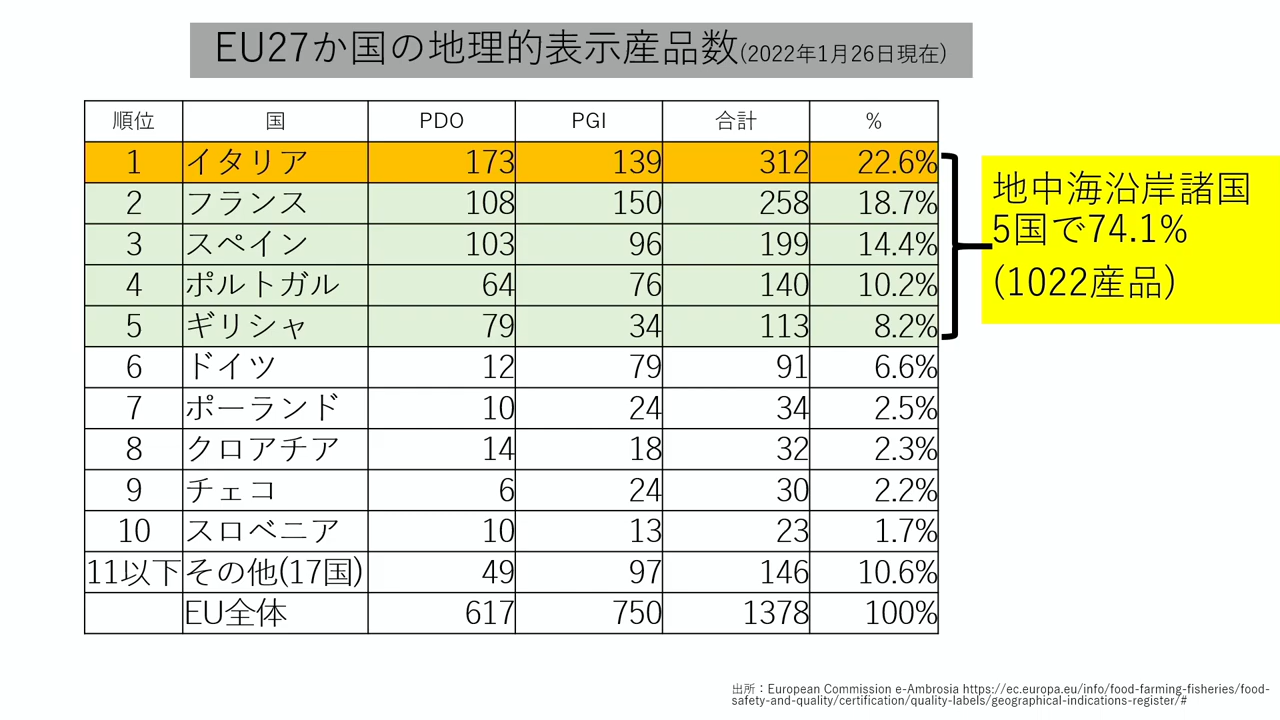 EU27か国の地理的表示産品数(2022年1月26日現在)
順位 国 PDO PGI 合計 %
1 イタリア 173 139 312 22.6%
2 フランス 108 150 258 18.7%
3 スペイン 103 96 199 14.4%
4 ポルトガル 64 76 140 10.2%
5 ギリシャ 79 34 113 8.2%
6 ドイツ 12 79 91 6.6%
7 ポーランド 10 24 34 2.5%
8 クロアチア 14 18 32 2.3%
9 チェコ 6 24 30 2.2%
10 スロベニア 10 13 23 1.7%
11以下 その他(17国) 49 97 146 10.6%
EU全体 617 750 1378 100%
地中海沿岸諸国
5国で74.1%
(1022産品)
出所：European Commission e-Ambrosia https://ec.europa.eu/info/food-farming-fisheries/food-
safety-and-quality/certification/quality-labels/geographical-indications-register/#